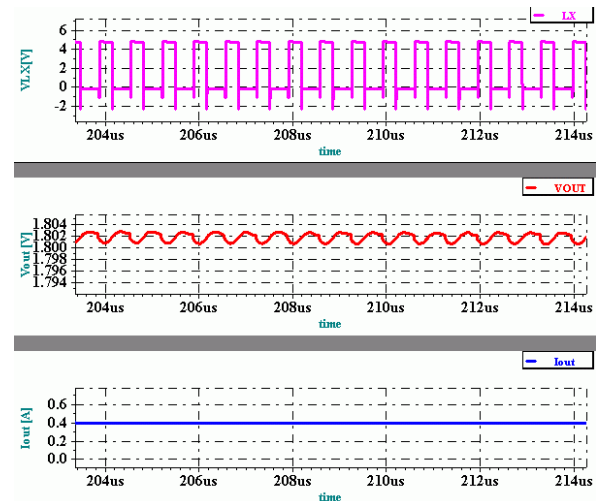 LX
VLX[V]
6
4
2
0
-2
204us 206us 208us 210us 212us 214us
time
VOUT
Vout [V]
1.804
1.802
1.800
1.798
1.796
1.794
204us 206us 208us 210us 212us 214us
time
Iout
Iout [A]
0.6
0.4
0.2
0.0
204us 206us 208us 210us 212us 214us
time